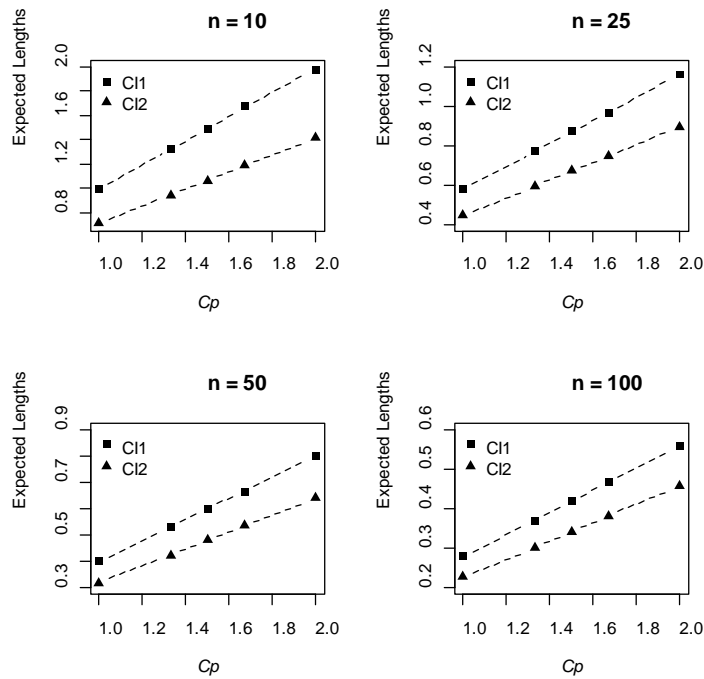 n = 10
Expected Lengths
2.0
1.6
1.2
0.8
CI1
CI2
1.0 1.2 1.4 1.6 1.8 2.0
Cp
n = 25
Expected Lengths
1.2
1.0
0.8
0.6
0.4
CI1
CI2
1.0 1.2 1.4 1.6 1.8 2.0
Cp
n = 50
Expected Lengths
0.9
0.7
0.5
0.3
CI1
CI2
1.0 1.2 1.4 1.6 1.8 2.0
Cp
n = 100
Expected Lengths
0.6
0.5
0.4
0.3
0.2
CI1
CI2
1.0 1.2 1.4 1.6 1.8 2.0
Cp